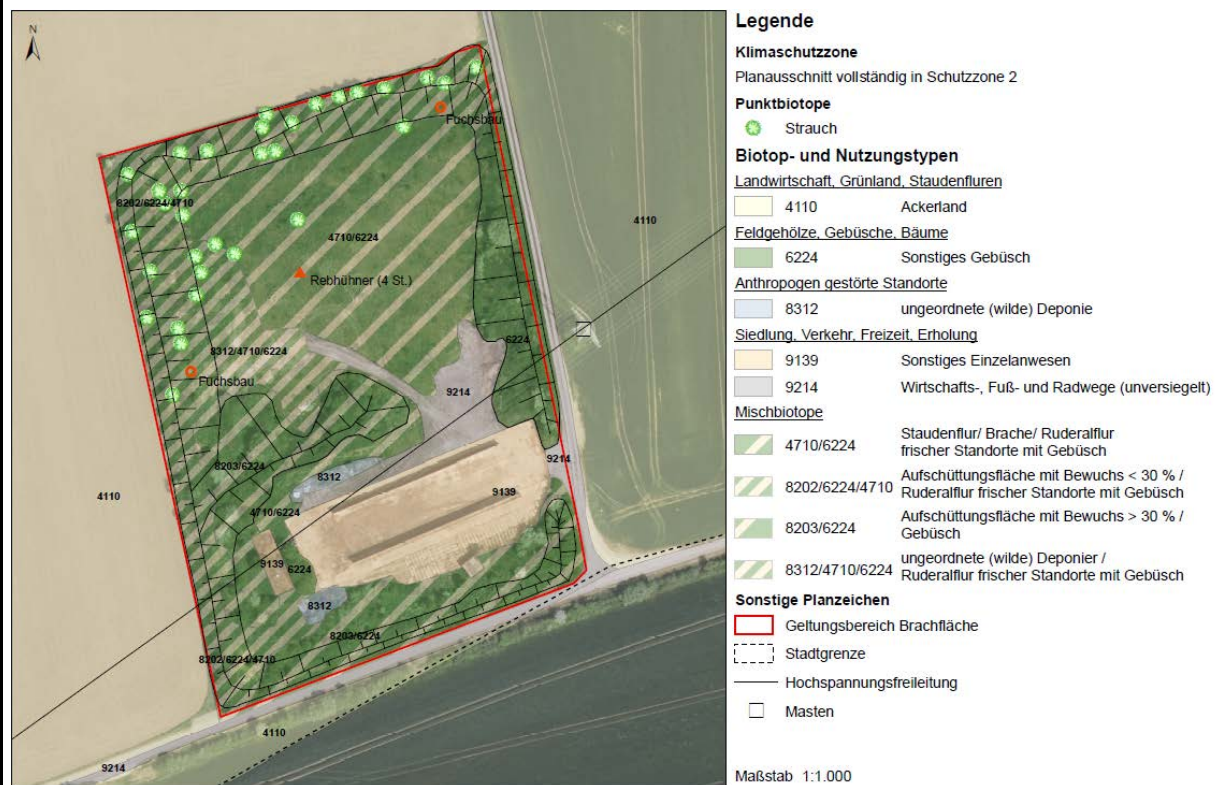 N
Fuchsbau
8202/6224/4710
4110
4710/6224
Rebhühner (4 St.)
8312/4710/6224
6224
Fuchsbau
9214
8203/6224
9214
8312
4110
9139
4710/6224
9139
6224
8312
8203/6224
8202/6224/4710
4110
9214
Legende
Klimaschutzzone
Planausschnitt vollständig in Schutzzone 2
Punktbiotope
Strauch
Biotop- und Nutzungstypen
Landwirtschaft, Grünland, Staudenfluren
4110 Ackerland
Feldgehölze, Gebüsche, Bäume
6224 Sonstiges Gebüsch
Anthropogen gestörte Standorte
8312 ungeordnete (wilde) Deponie
Siedlung, Verkehr, Freizeit, Erholung
9139 Sonstiges Einzelanwesen
9214 Wirtschafts-, Fuß- und Radwege (unversiegelt)
Mischbiotope
4710/6224 Staudenflur/ Brache/ Ruderalflur
frischer Standorte mit Gebüsch
8202/6224/4710 Aufschüttungsfläche mit Bewuchs < 30 % /
Ruderalflur frischer Standorte mit Gebüsch
8203/6224 Aufschüttungsfläche mit Bewuchs > 30 % /
Gebüsch
8312/4710/6224 ungeordnete (wilde) Deponier /
Ruderalflur frischer Standorte mit Gebüsch
Sonstige Planzeichen
Geltungsbereich Brachfläche
Stadtgrenze
Hochspannungsfreileitung
Masten
Maßstab 1:1.000